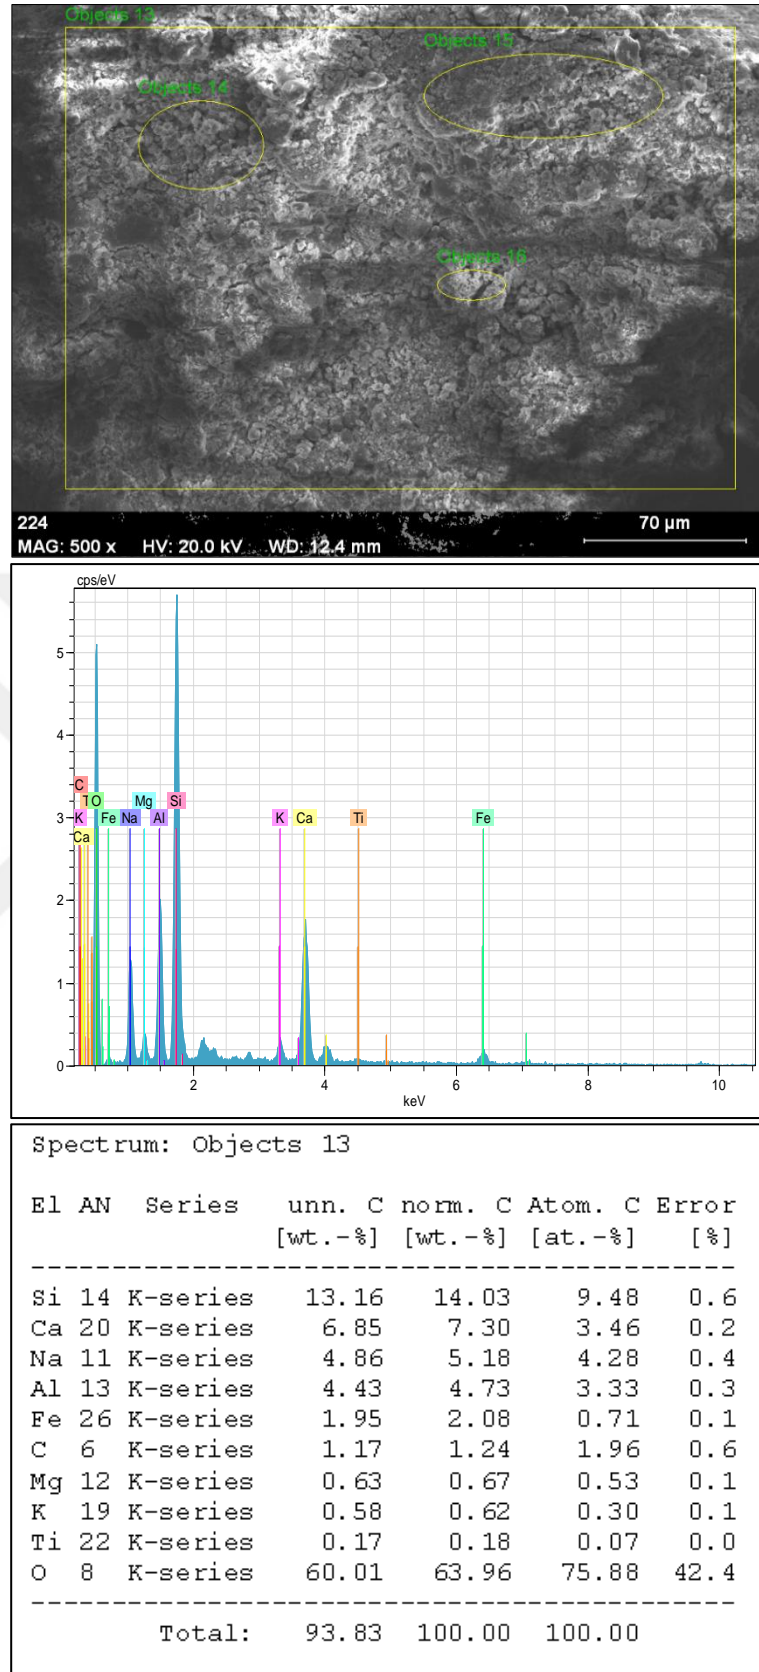 Objects 13
Objects 15
Objects 14
Objects 16
224
70 µm
MAG: 500 x HV: 20.0 kV WD: 12.4 mm
cps/eV
5
4
C
T O Mg Si
K Fe Na Al K Ca Ti Fe
3
Ca
2
1
0
2 4 6 8 10
keV
Spectrum: Objects 13
El AN Series unn. C norm. C Atom. C Error
[wt.-%] [wt.-%] [at.-%] [%]
Si 14 K-series 13.16 14.03 9.48 0.6
Ca 20 K-series 6.85 7.30 3.46 0.2
Na 11 K-series 4.86 5.18 4.28 0.4
Al 13 K-series 4.43 4.73 3.33 0.3
Fe 26 K-series 1.95 2.08 0.71 0.1
C 6 K-series 1.17 1.24 1.96 0.6
Mg 12 K-series 0.63 0.67 0.53 0.1
K 19 K-series 0.58 0.62 0.30 0.1
Ti 22 K-series 0.17 0.18 0.07 0.0
O 8 K-series 60.01 63.96 75.88 42.4
Total: 93.83 100.00 100.00